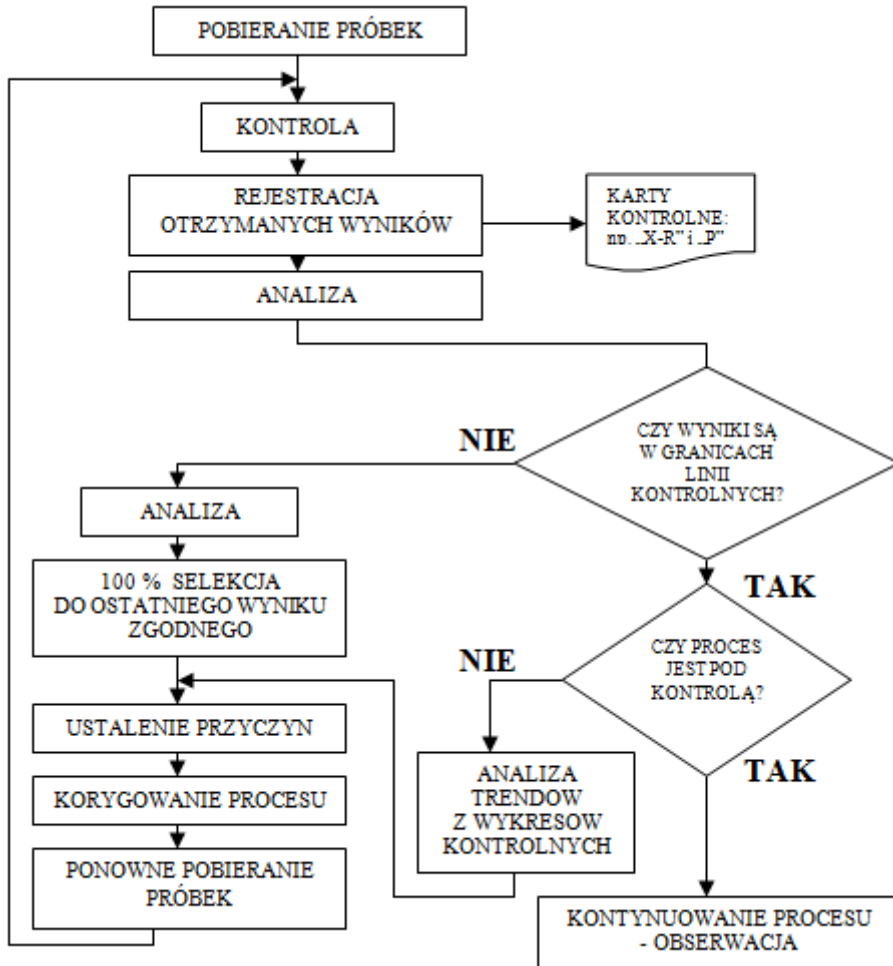 POBIERANIE PRÓBEK
KONTROLA
REJESTRACJA
OTRZYMANYCH WYNIKÓW
KARTY
KONTROLNE:
np. „X-R" i „P"
ANALIZA
CZY WYNIKI SĄ
W GRANICACH
LINII
KONTROLNYCH?
NIE
ANALIZA
100 % SELEKCJA
DO OSTATNIEGO WYNIKU
ZGODNEGO
TAK
CZY PROCES
JEST POD
KONTROLĄ?
NIE
USTALENIE PRZYCZYN
ANALIZA
TRENDOW
Z WYKRESOW
KONTROLNYCH
TAK
KORYGOWANIE PROCESU
PONOWNE POBIERANIE
PRÓBEK
KONTYNUOWANIE PROCESU
- OBSERWACJA